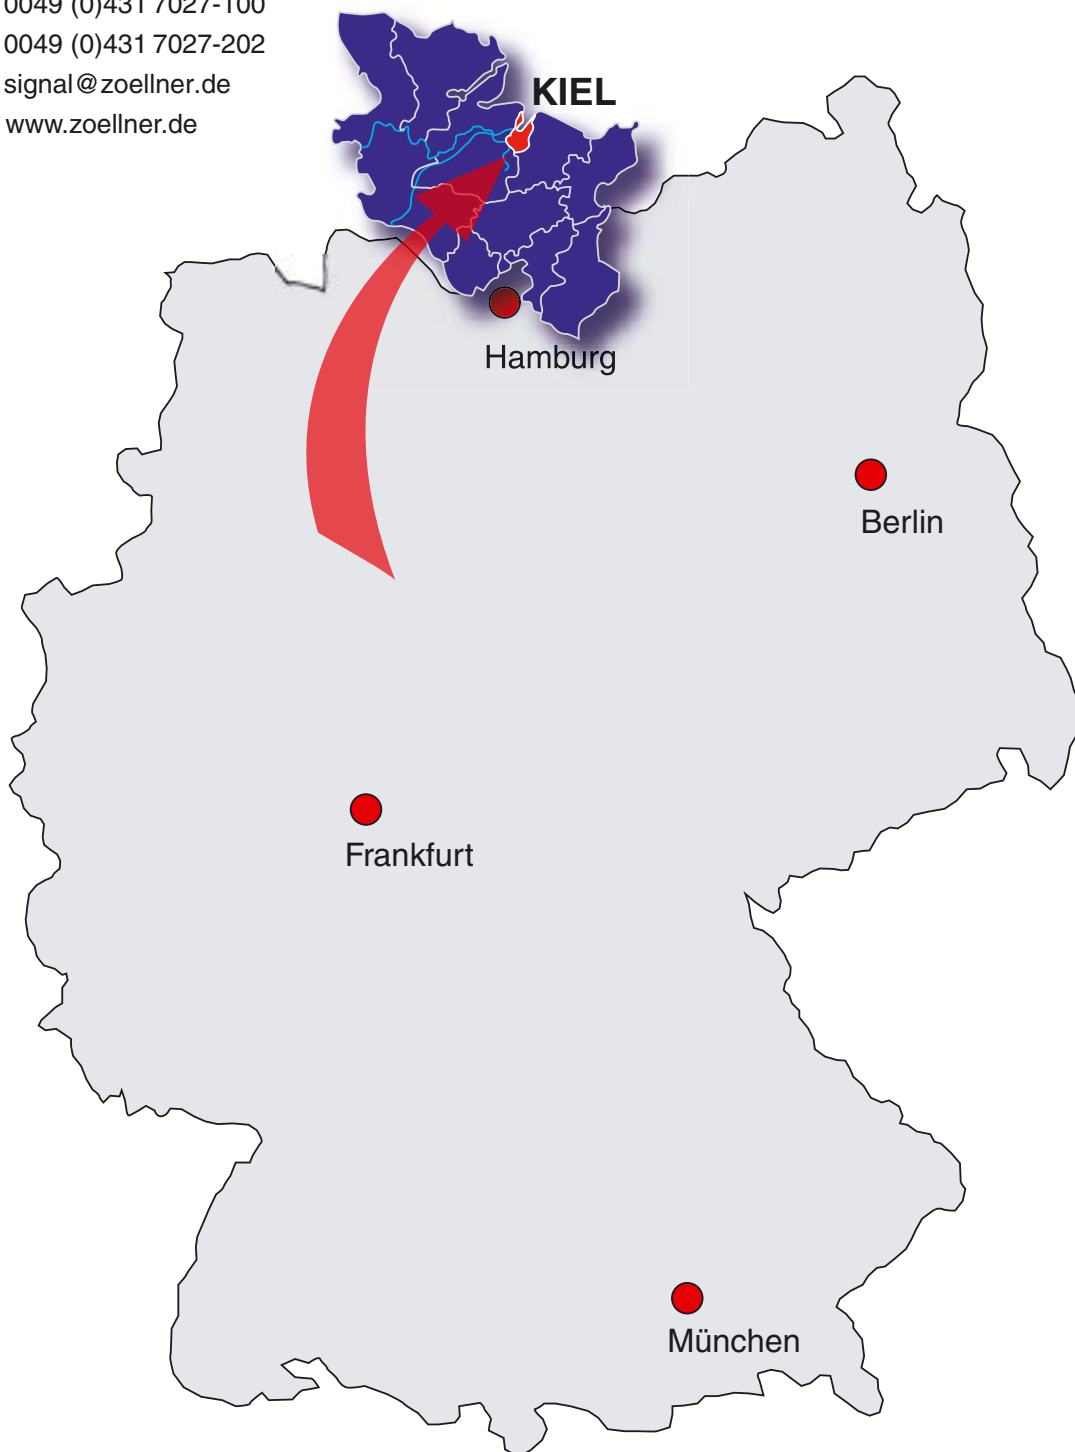 0049 (0)431 7027-100
0049 (0)431 7027-202
signal@zoellner.de
www.zoellner.de
KIEL
Hamburg
Berlin
Frankfurt
München